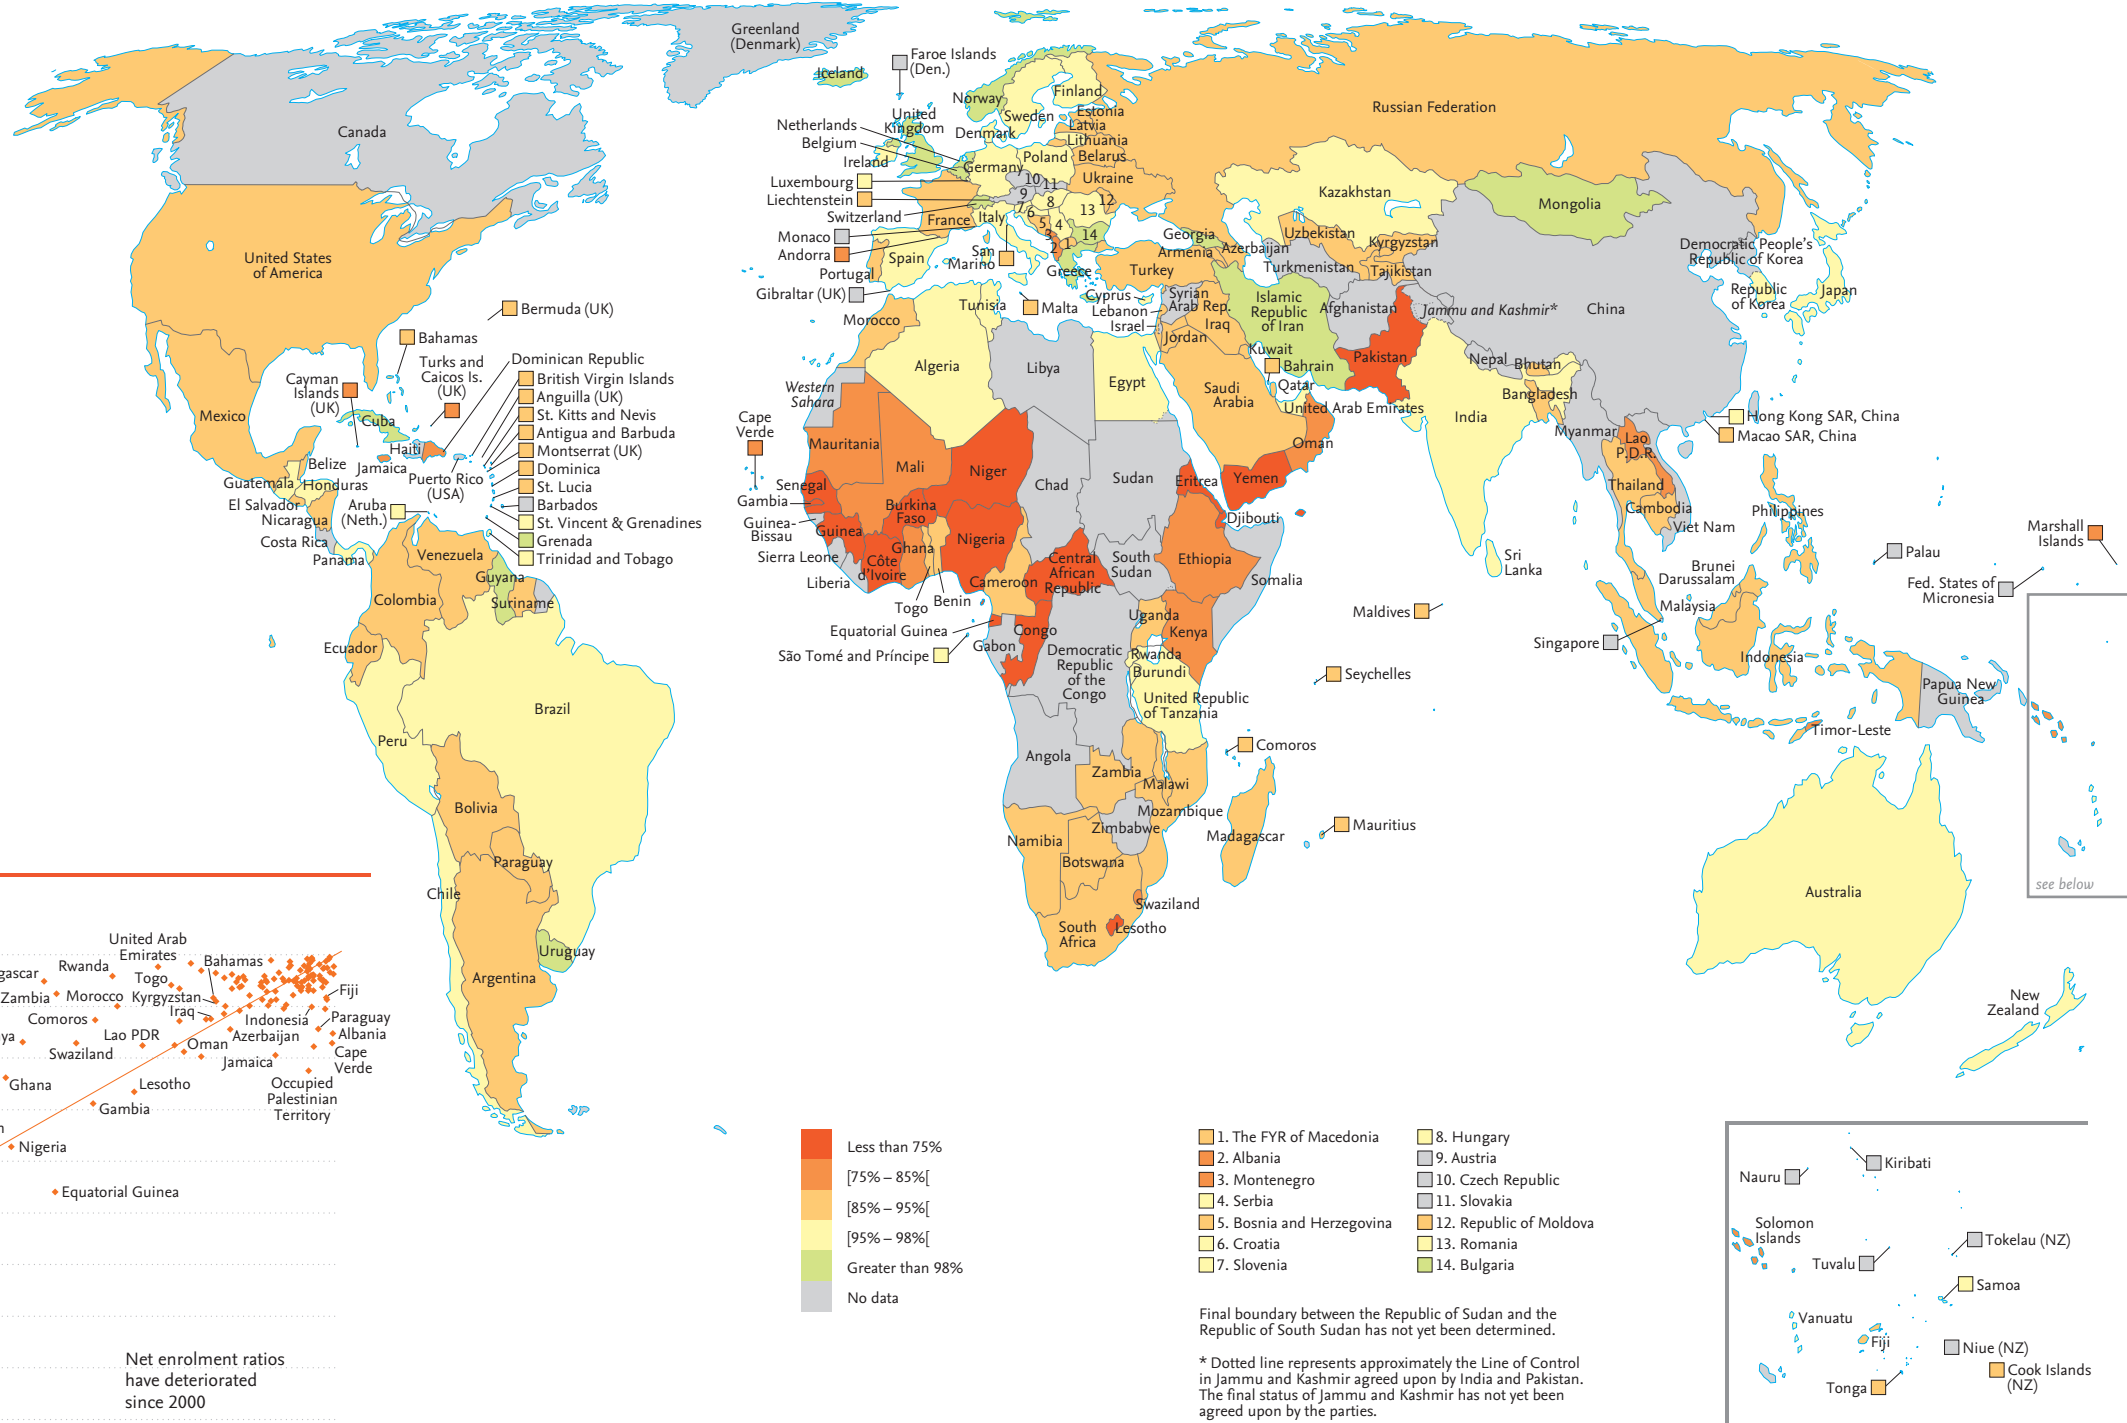 Greenland
(Denmark)
Iceland
Faroe Islands
(Den.)
Norway
Finland
Sweden
Estonia
Latvia
Lithuania
Russian Federation
United
Kingdom
Denmark
Netherlands
Belgium
Ireland
Germany
Poland
Belarus
Ukraine
Luxembourg
Liechtenstein
Switzerland
France
Italy
10
11
9
8
7
6
5
4
3
2
1
12
13
14
Monaco
Andorra
Portugal
Spain
San
Marino
Gibraltar (UK)
Greece
Georgia
Armenia
Azerbaijan
Turkey
Canada
United States
of America
Mexico
Bermuda (UK)
Bahamas
Turks and
Caicos Is.
(UK)
Cayman
Islands
(UK)
Dominican Republic
British Virgin Islands
Anguilla (UK)
St. Kitts and Nevis
Antigua and Barbuda
Montserrat (UK)
Dominica
St. Lucia
Barbados
St. Vincent & Grenadines
Grenada
Trinidad and Tobago
Cuba
Haiti
Jamaica
Puerto Rico
(USA)
Belize
Guatemala
Honduras
El Salvador
Nicaragua
Costa Rica
Panama
Aruba
(Neth.)
Venezuela
Guyana
Suriname
Colombia
Ecuador
Brazil
Peru
Bolivia
Paraguay
Chile
Uruguay
Argentina
Kazakhstan
Mongolia
Uzbekistan
Kyrgyzstan
Turkmenistan
Tajikistan
Democratic People's
Republic of Korea
Republic
of Korea
Japan
China
Jammu and Kashmir*
Afghanistan
Islamic
Republic
of Iran
Pakistan
Nepal
Bhutan
Bangladesh
India
Myanmar
Lao
P.D.R.
Thailand
Cambodia
Viet Nam
Hong Kong SAR, China
Macao SAR, China
Philippines
Sri
Lanka
Maldives
Brunei
Darussalam
Malaysia
Singapore
Indonesia
Palau
Fed. States of
Micronesia
Marshall
Islands
Papua New
Guinea
Timor-Leste
Australia
New
Zealand
see below
Malta
Tunisia
Cyprus
Lebanon
Israel
Syrian
Arab Rep.
Iraq
Jordan
Kuwait
Bahrain
Qatar
United Arab Emirates
Saudi
Arabia
Oman
Yemen
Morocco
Western
Sahara
Algeria
Libya
Egypt
Cape
Verde
Mauritania
Mali
Niger
Chad
Sudan
Eritrea
Djibouti
Senegal
Gambia
Guinea-
Bissau
Guinea
Sierra Leone
Liberia
Burkina
Faso
Côte
d'Ivoire
Ghana
Togo
Benin
Nigeria
Cameroon
Central
African
Republic
South
Sudan
Ethiopia
Somalia
Equatorial Guinea
São Tomé and Príncipe
Gabon
Congo
Democratic
Republic
of the
Congo
Uganda
Kenya
Rwanda
Burundi
United Republic
of Tanzania
Seychelles
Comoros
Angola
Zambia
Malawi
Mozambique
Zimbabwe
Namibia
Botswana
Madagascar
Mauritius
Swaziland
Lesotho
South
Africa
United Arab
Emirates
Rwanda
gascar
Togo
Bahamas
Zambia
Morocco
Kyrgyzstan
Fiji
Comoros
Iraq
Indonesia
Paraguay
ya
Lao PDR
Azerbaijan
Albania
Swaziland
Oman
Jamaica
Cape
Verde
Ghana
Lesotho
Gambia
Occupied
Palestinian
Territory
n
Nigeria
Equatorial Guinea
Net enrolment ratios
have deteriorated
since 2000
Less than 75%
[75% – 85%[
[85% – 95%[
[95% – 98%[
Greater than 98%
No data
1. The FYR of Macedonia
2. Albania
3. Montenegro
4. Serbia
5. Bosnia and Herzegovina
6. Croatia
7. Slovenia
8. Hungary
9. Austria
10. Czech Republic
11. Slovakia
12. Republic of Moldova
13. Romania
14. Bulgaria
Final boundary between the Republic of Sudan and the
Republic of South Sudan has not yet been determined.
* Dotted line represents approximately the Line of Control
in Jammu and Kashmir agreed upon by India and Pakistan.
The final status of Jammu and Kashmir has not yet been
agreed upon by the parties.
Nauru
Kiribati
Solomon
Islands
Tuvalu
Tokelau (NZ)
Samoa
Vanuatu
Fiji
Niue (NZ)
Cook Islands
(NZ)
Tonga